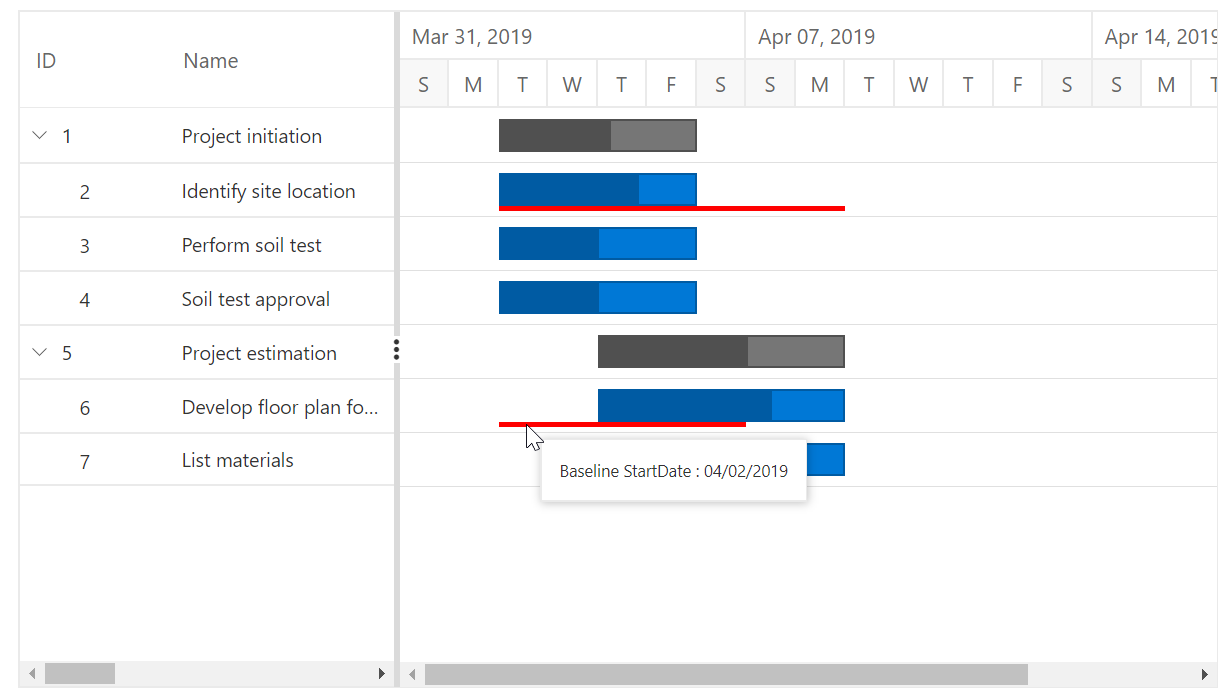 ID Name
Mar 31, 2019 Apr 07, 2019 Apr 14, 2019
S M T W T F S S M T W T F S S M T
1 Project initiation
2 Identify site location
3 Perform soil test
4 Soil test approval
5 Project estimation
6 Develop floor plan fo...
7 List materials
Baseline StartDate : 04/02/2019